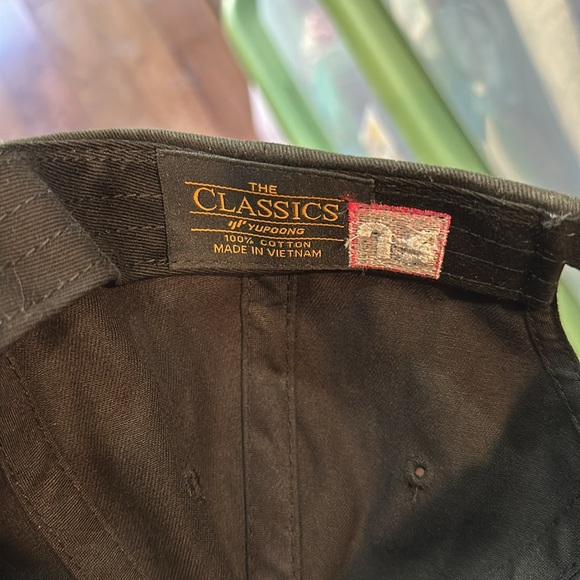 THE
CLASSICS
YUPOONG
100% COTTON
MADE IN VIETNAM